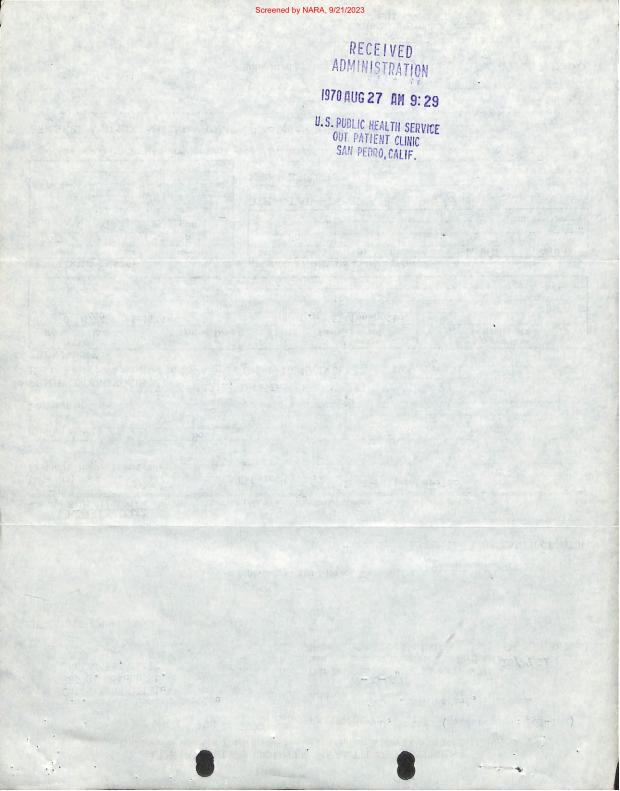 Screened by NARA, 9/21/2023
RECEIVED
ADMINISTRATION
1970 AUG 27 AM 9:29
U.S. PUBLIC HEALTH SERVICE
OUT PATIENT CLINIC
SAN PEDRO, CALIF.